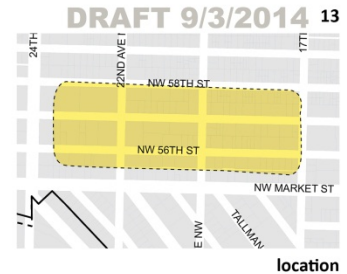 DRAFT 9/3/2014 13
24TH
22ND AVE
17T
NW 58TH ST
NW 56TH ST
NW MARKET ST
E NW
TALLMAN
location